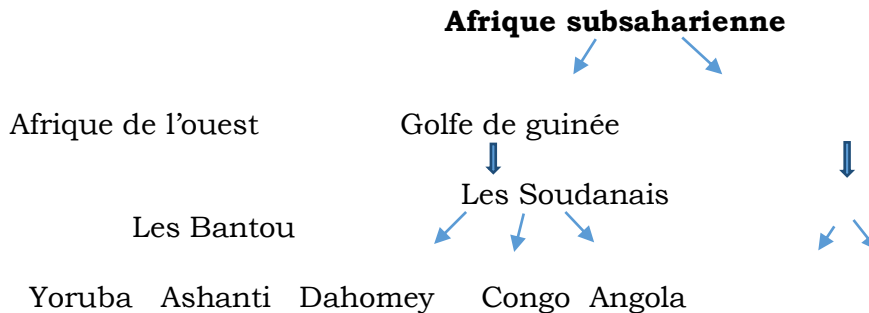 Afrique subsaharienne
Afrique de l’ouest Golfe de guinée
Les Soudanais
Les Bantou
Yoruba Ashanti Dahomey Congo Angola